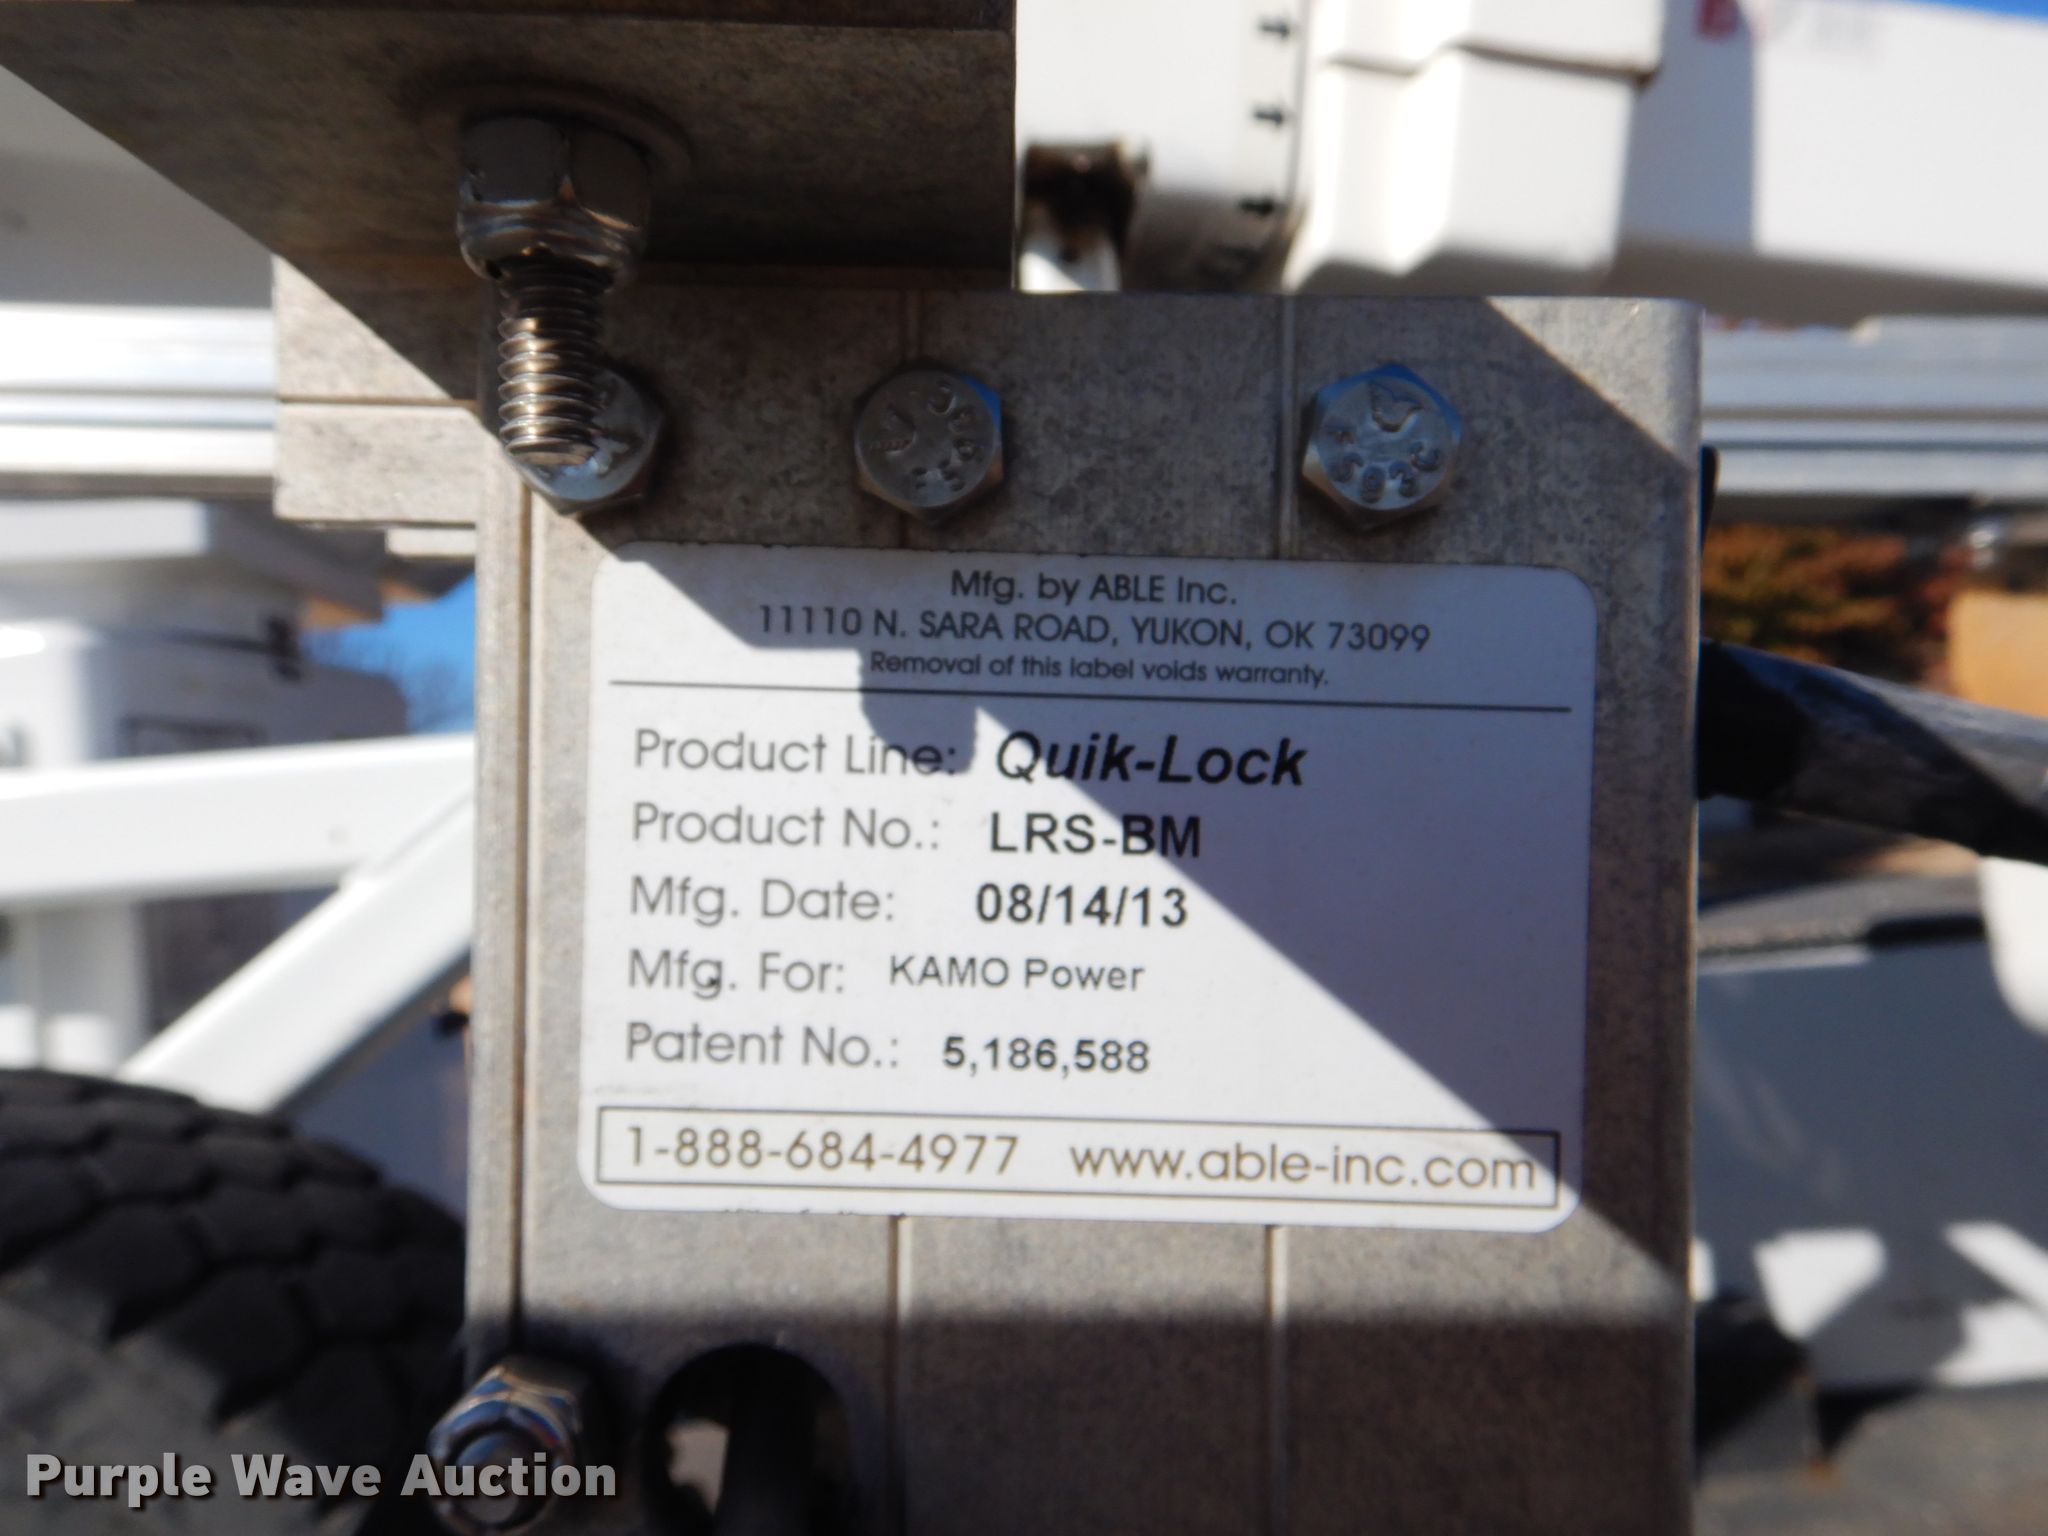 Mfg. by ABLE Inc.
11110 N. SARA ROAD, YUKON, OK 73099
Removal of this label voids warranty.
Product Line: Quik-Lock
Product No.: LRS-BM
Mfg. Date: 08/14/13
Mfg. For: KAMO Power
Patent No.: 5,186,588
1-888-684-4977 www.able-inc.com
Purple Wave Auction